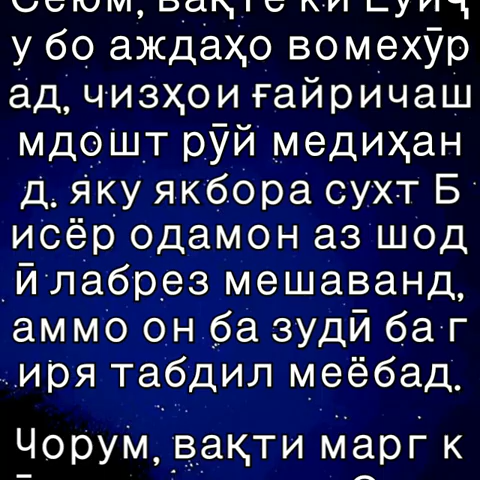 Сеюм, вақте ки Ёуич
у бо аждаҳо вомехӯр
ад, чизҳои ғайричаш
мдошт рӯй медиҳан
д. яку якбора сухт Б
исёр одамон аз шод
ӣ лабрез мешаванд,
аммо он ба зудӣ ба г
иря табдил меёбад.
Чорум, вақти марг к